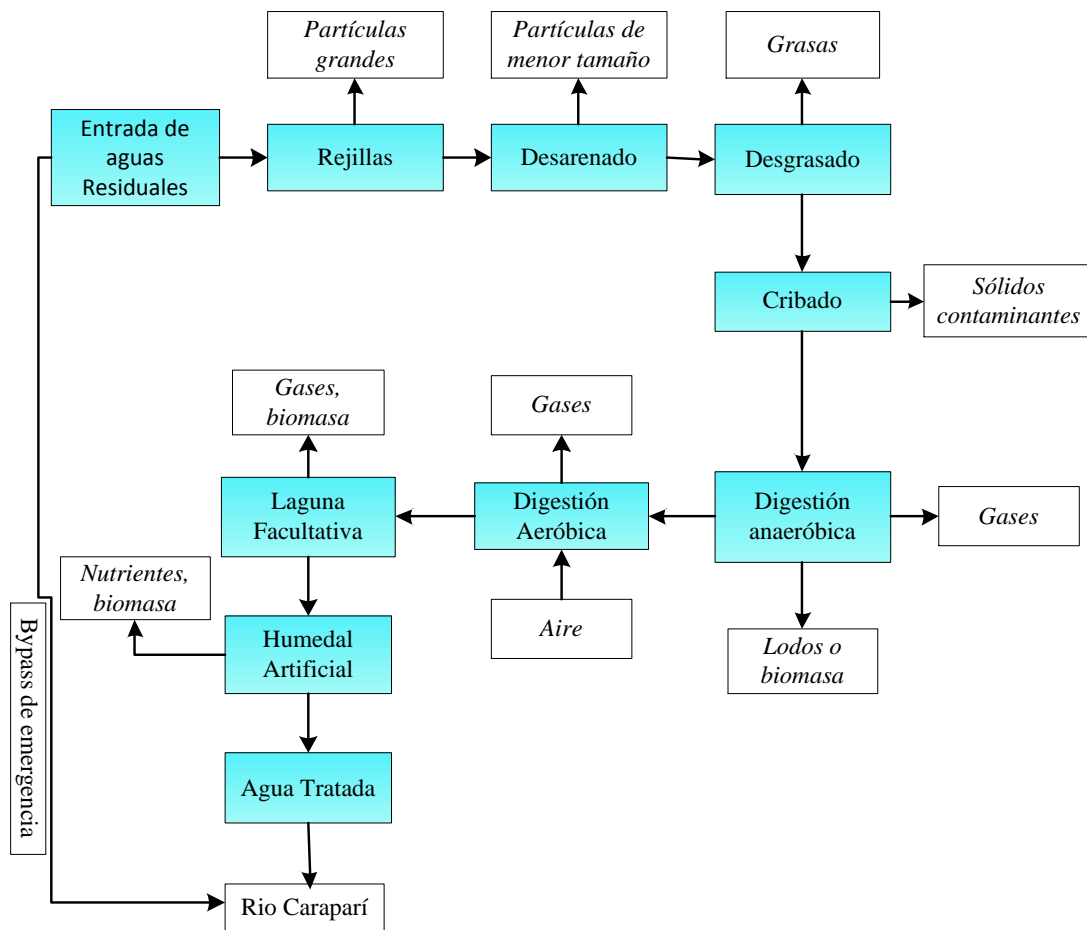 Partículas
grandes
Partículas de
menor tamaño
Grasas
Entrada de
aguas
Residuales
Rejillas
Desarenado
Desgrasado
Cribado
Sólidos
contaminantes
Gases,
biomasa
Gases
Laguna
Facultativa
Digestión
Aeróbica
Digestión
anaeróbica
Gases
Nutrientes,
biomasa
Humedal
Artificial
Aire
Lodos o
biomasa
Bypass de emergencia
Agua Tratada
Rio Caraparí